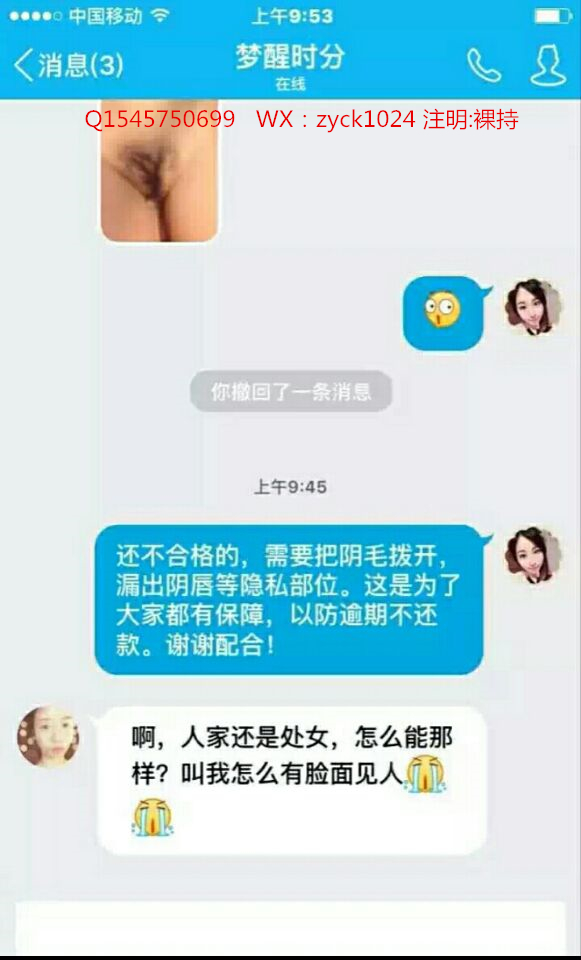 中国移动 上午9:53
消息(3) 梦醒时分
在线
Q1545750699 WX：zyck1024 注明:裸持
你撤回了一条消息
上午9:45
还不合格的，需要把阴毛拨开，
漏出阴唇等隐私部位。这是为了
大家都有保障，以防逾期不还
款。谢谢配合！
啊，人家还是处女，怎么能那
样？叫我怎么有脸面见人